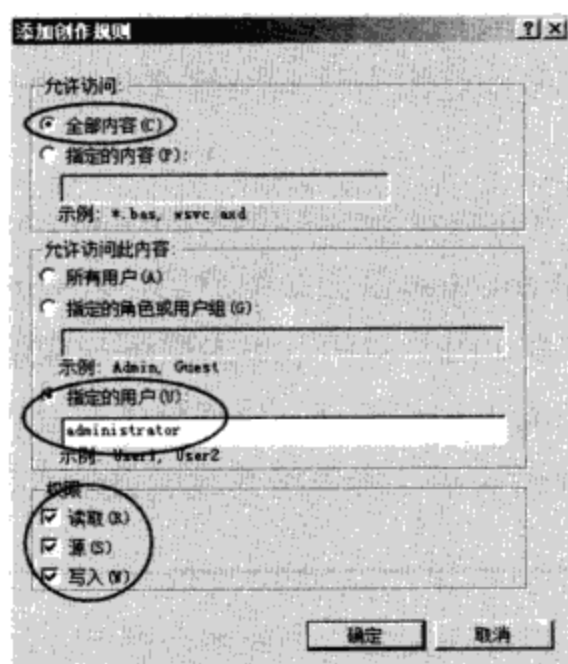 添加创作规则
允许访问:
全部内容(C)
指定的内容(P):
示例: *.bas, wsvc.axd
允许访问此内容
所有用户(A)
指定的角色或用户组(G):
示例: Admin, Guest
指定的用户(U):
administrator
示例: User1, User2
权限
读取(R)
源(S)
写入(W)
确定
取消